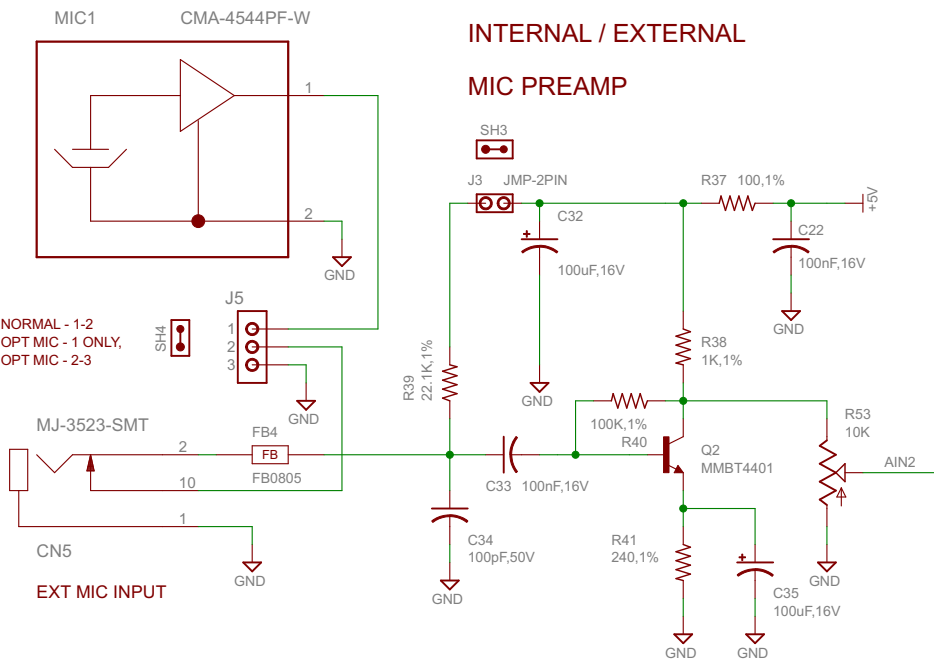 MIC1
CMA-4544PF-W
INTERNAL / EXTERNAL
MIC PREAMP
1
2
GND
SH3
J3
JMP-2PIN
R37
100,1%
+5V
C32
+
100uF,16V
GND
C22
100nF,16V
GND
J5
NORMAL - 1-2
OPT MIC - 1 ONLY,
OPT MIC - 2-3
SH4
1
2
3
GND
R39
22.1K,1%
R38
1K,1%
MJ-3523-SMT
2
FB4
FB
FB0805
10
1
CN5
GND
EXT MIC INPUT
100K,1%
R40
C33
100nF,16V
Q2
MMBT4401
R53
10K
AIN2
GND
C34
100pF,50V
GND
R41
240,1%
GND
+
C35
100uF,16V
GND